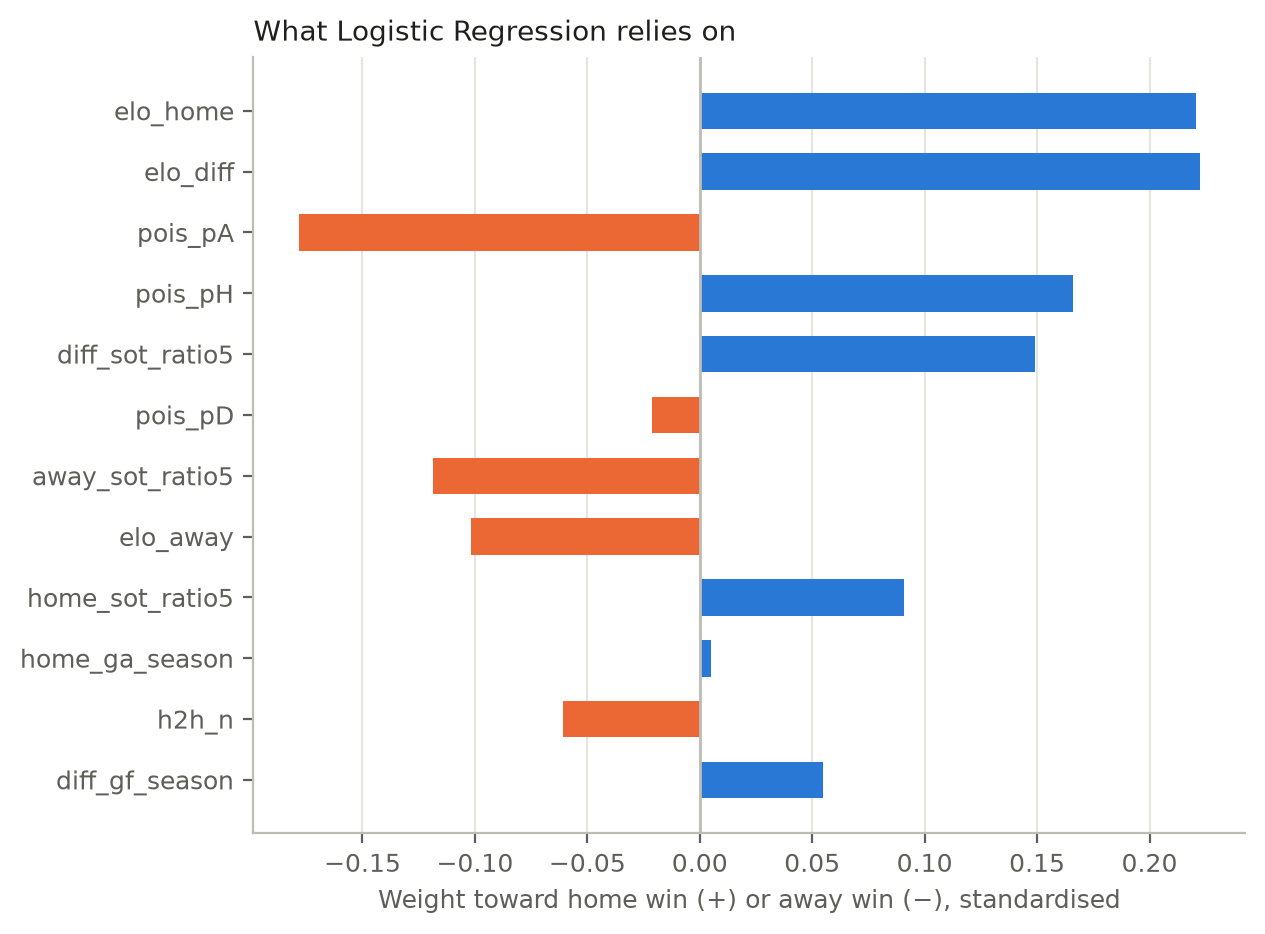 What Logistic Regression relies on
elo_home
elo_diff
pois_pA
pois_pH
diff_sot_ratio5
pois_pD
away_sot_ratio5
elo_away
home_sot_ratio5
home_ga_season
h2h_n
diff_gf_season
−0.15 −0.10 −0.05 0.00 0.05 0.10 0.15 0.20
Weight toward home win (+) or away win (−), standardised